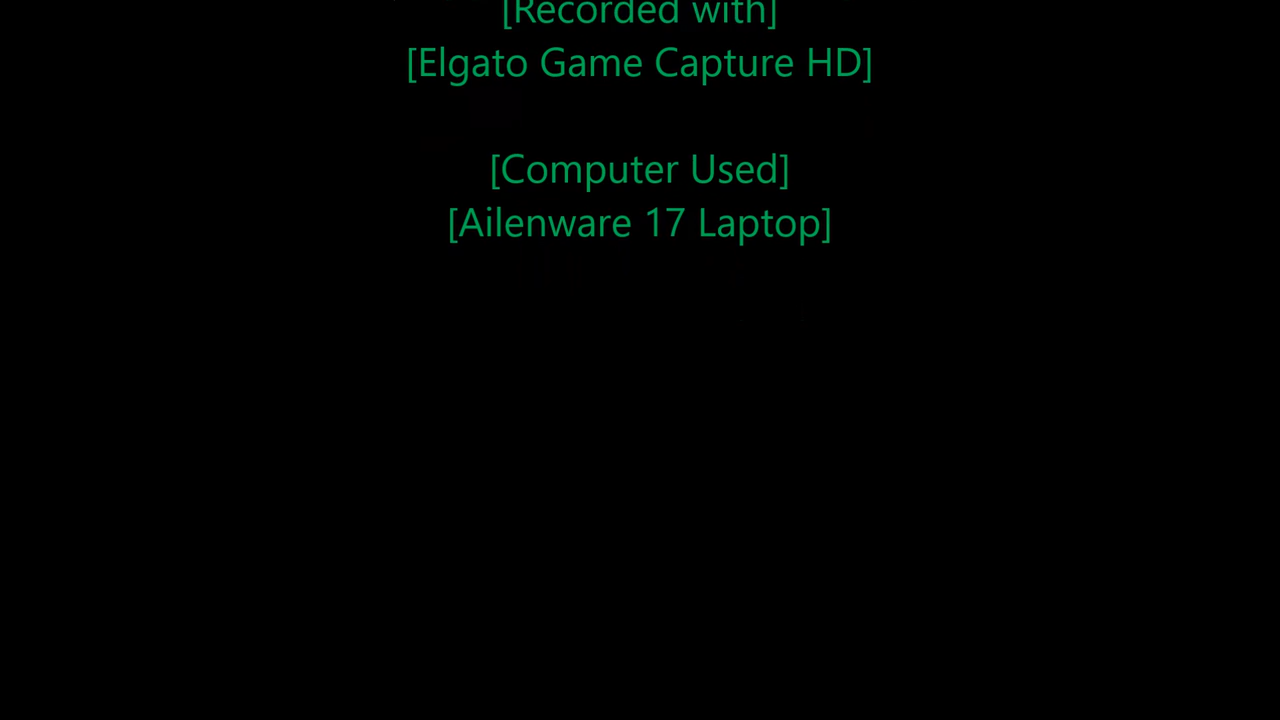 [Recorded with]
[Elgato Game Capture HD]
[Computer Used]
[Ailenware 17 Laptop]